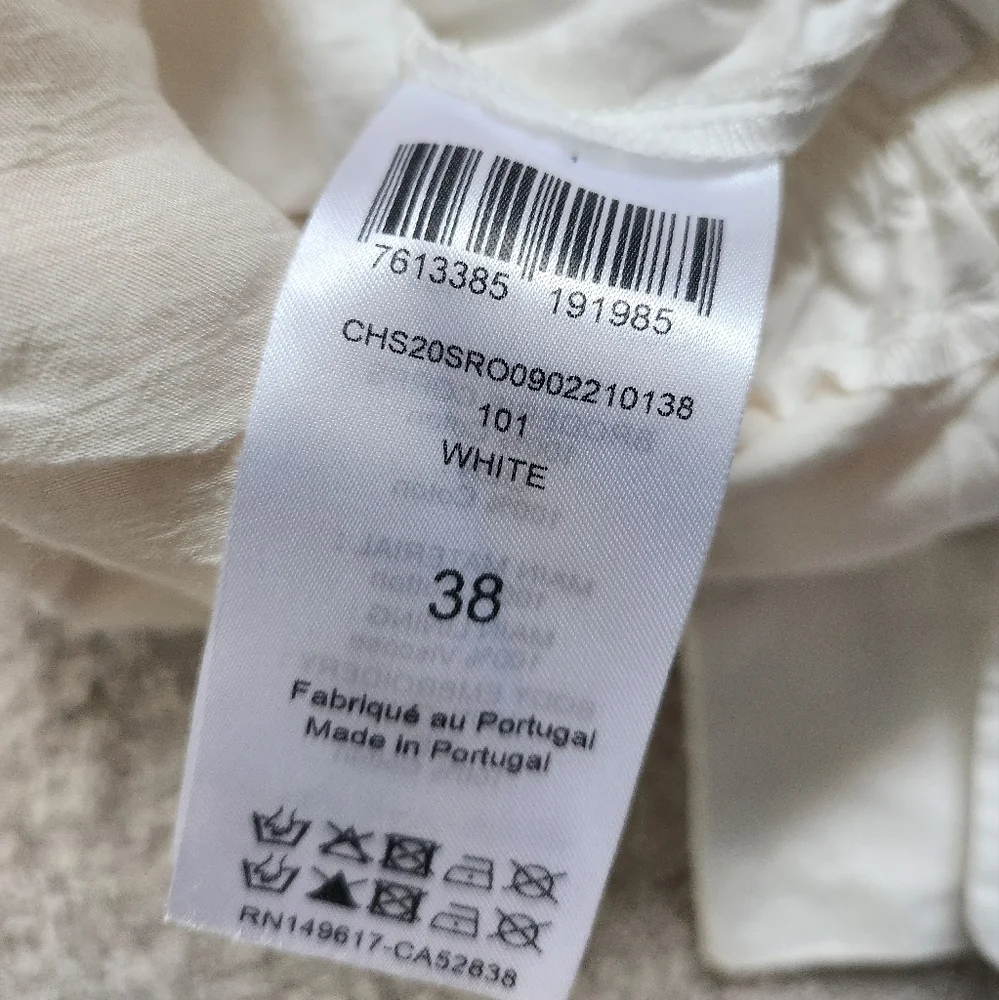 7613385 191985
CHS20SRO0902210138
101
WHITE
38
Fabriqué au Portugal
Made in Portugal
RN149617-CA52838